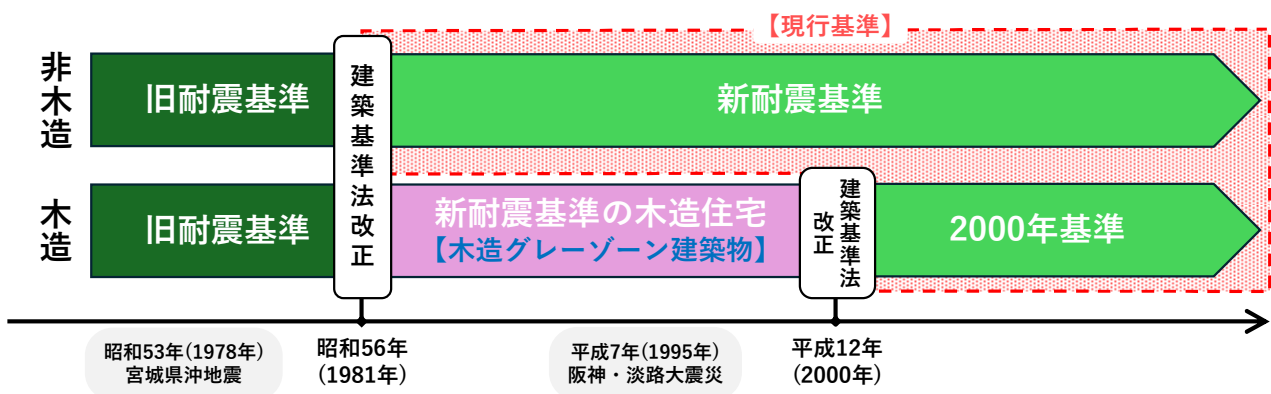 【現行基準】
非木造
旧耐震基準
建築基準法改正
新耐震基準
木造
旧耐震基準
新耐震基準の木造住宅
【木造グレーゾーン建築物】
建築基準法
改正
2000年基準
昭和53年(1978年)
宮城県沖地震
昭和56年
(1981年)
平成7年(1995年)
阪神・淡路大震災
平成12年
(2000年)